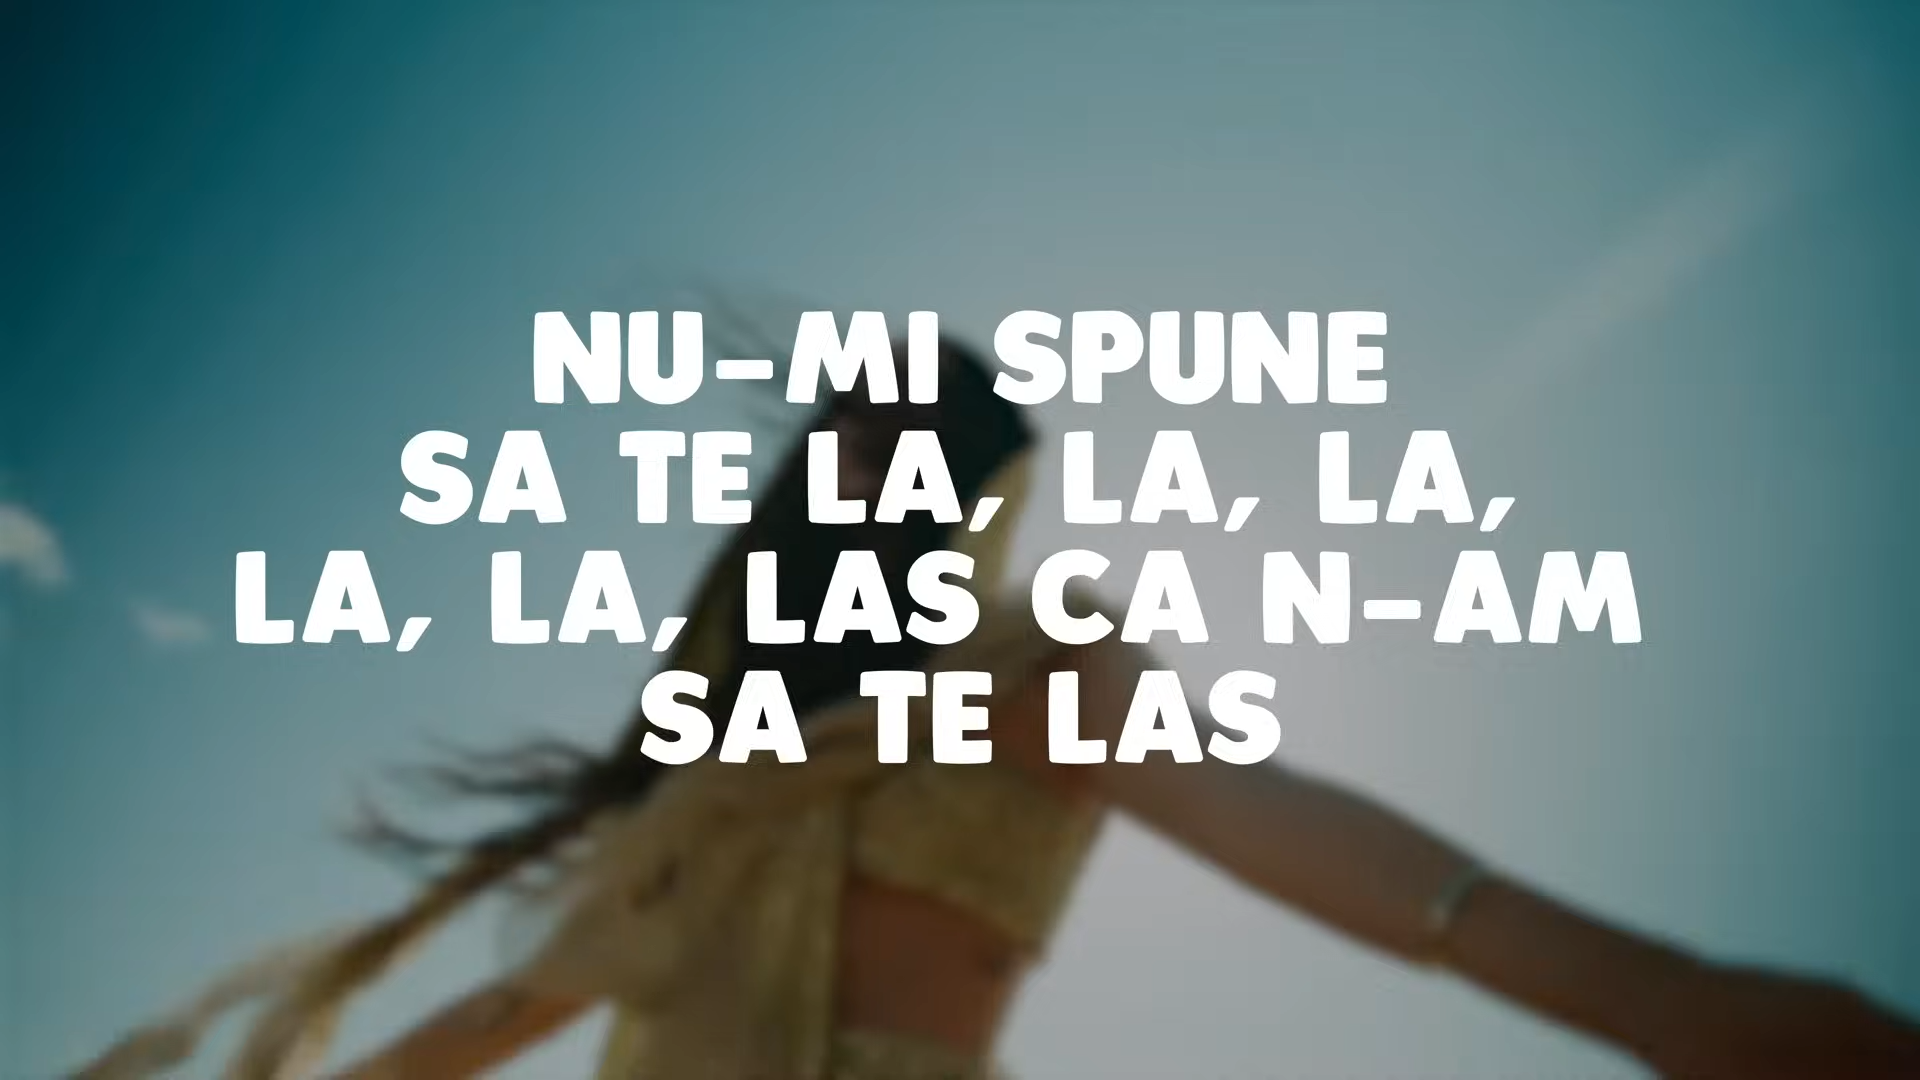 NU-MI SPUNE
SA TE LA, LA, LA,
LA, LA, LAS CA N-AM
SA TE LAS